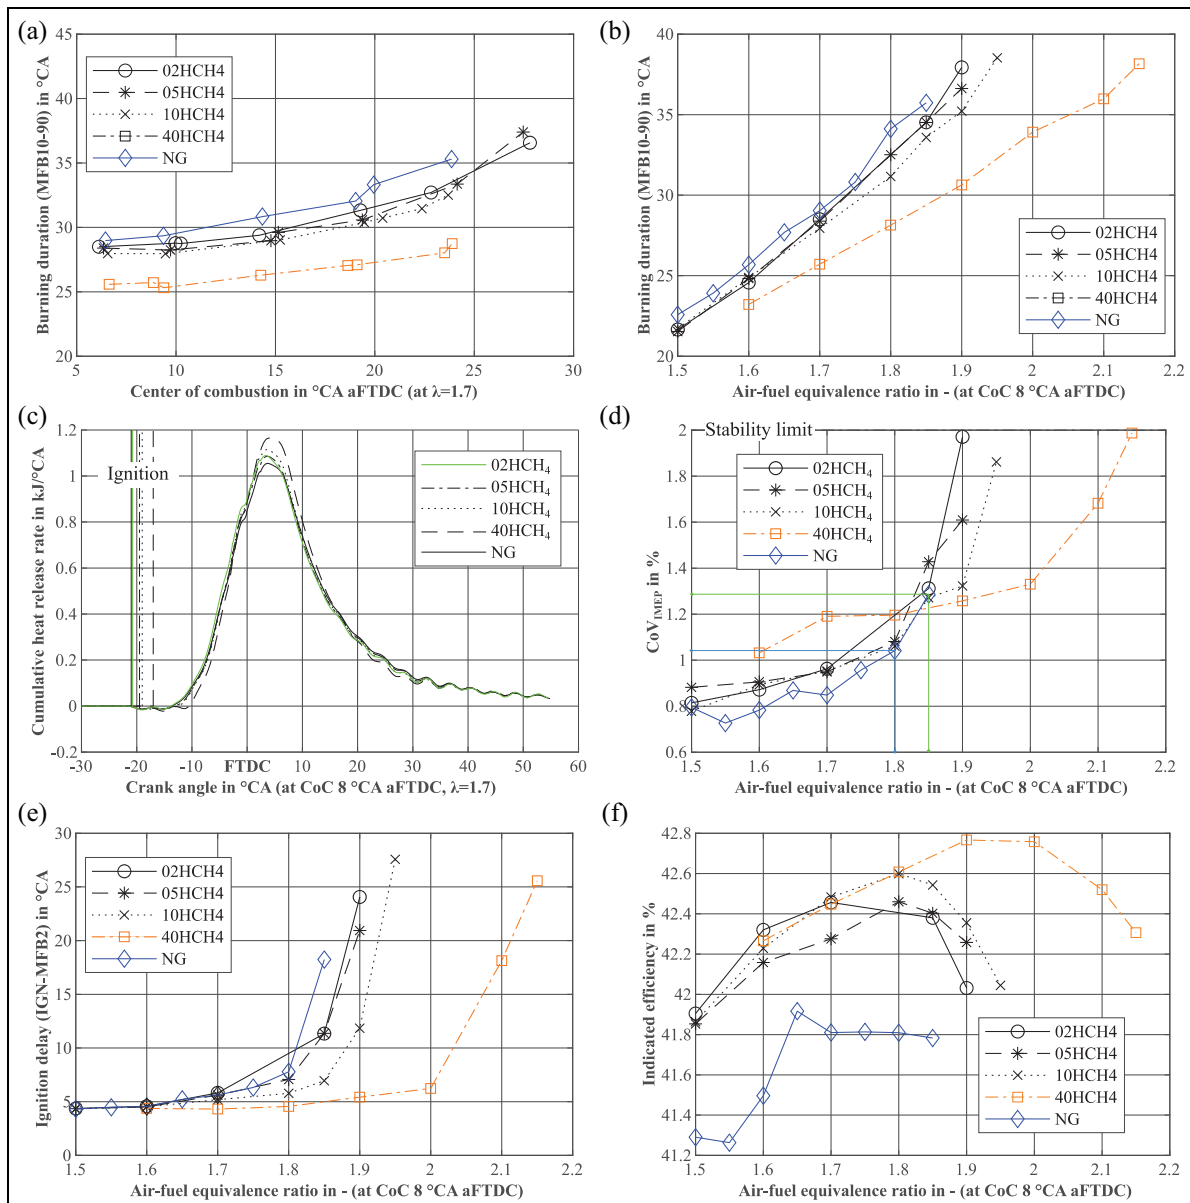 (a)
45
40
35
30
25
20
5
10
15
20
25
30
Burning duration (MFB10-90) in °CA
Center of combustion in °CA aFTDC (at λ=1.7)
02HCH4
05HCH4
10HCH4
40HCH4
NG
(b)
40
35
30
25
20
1.5
1.6
1.7
1.8
1.9
2
2.1
2.2
Burning duration (MFB10-90) in °CA
Air-fuel equivalence ratio in - (at CoC 8 °CA aFTDC)
02HCH4
05HCH4
10HCH4
40HCH4
NG
(c)
1.2
1
0.8
0.6
0.4
0.2
0
-0.2
-30
-20
-10
FTDC
10
20
30
40
50
60
Cumulative heat release rate in kJ/°CA
Crank angle in °CA (at CoC 8 °CA aFTDC, λ=1.7)
Ignition
02HCH₄
05HCH₄
10HCH₄
40HCH₄
NG
(d)
2
1.8
1.6
1.4
1.2
1
0.8
0.6
1.5
1.6
1.7
1.8
1.9
2
2.1
2.2
CoV_IMEP in %
Air-fuel equivalence ratio in - (at CoC 8 °CA aFTDC)
Stability limit
02HCH₄
05HCH₄
10HCH₄
40HCH₄
NG
(e)
30
25
20
15
10
5
0
1.5
1.6
1.7
1.8
1.9
2
2.1
2.2
Ignition delay (IGN-MFB2) in °CA
Air-fuel equivalence ratio in - (at CoC 8 °CA aFTDC)
02HCH4
05HCH4
10HCH4
40HCH4
NG
(f)
42.8
42.6
42.4
42.2
42
41.8
41.6
41.4
41.2
1.5
1.6
1.7
1.8
1.9
2
2.1
2.2
Indicated efficiency in %
Air-fuel equivalence ratio in - (at CoC 8 °CA aFTDC)
02HCH4
05HCH4
10HCH4
40HCH4
NG